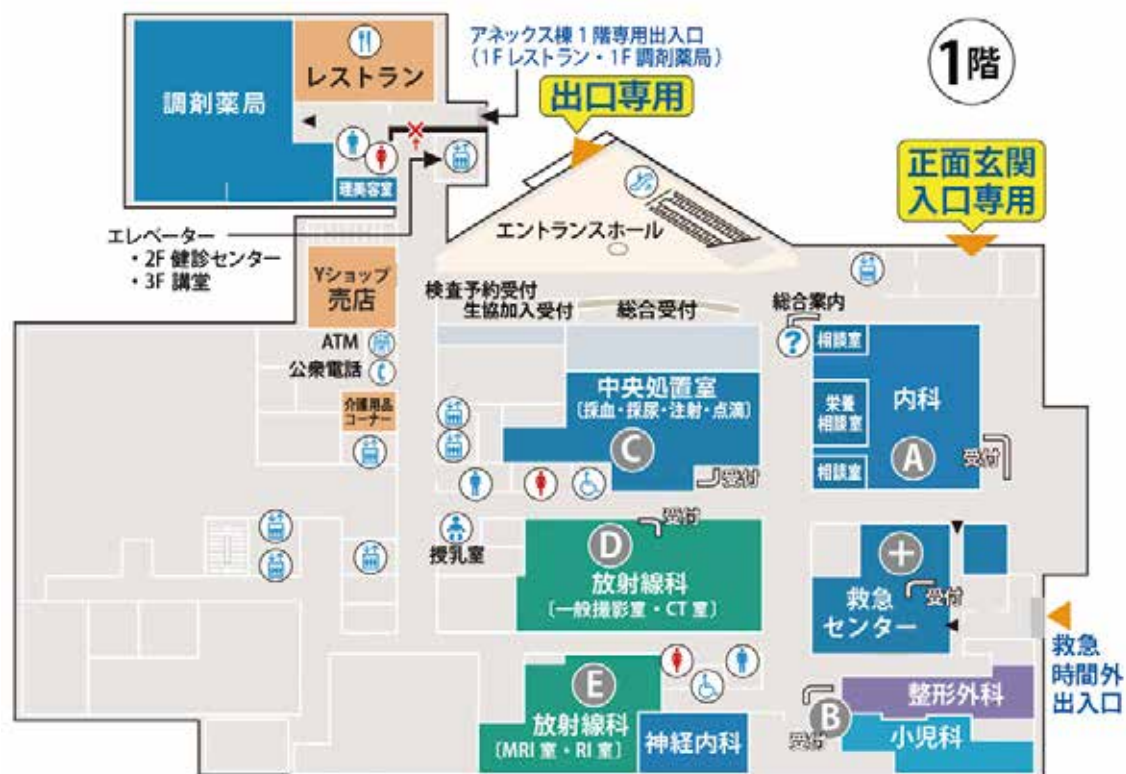 アネックス棟1階専用出入口
(1Fレストラン・1F調剤薬局)
1階
レストラン
調剤薬局
出口専用
正面玄関
入口専用
理美容室
エントランスホール
エレベーター
・2F 健診センター
・3F 講堂
Yショップ
売店
検査予約受付
生協加入受付
総合受付
総合案内
?
ATM
公衆電話
介護用品
コーナー
中央処置室
(採血・採尿・注射・点滴)
C
受付
相談室
栄養
相談室
相談室
内科
A
受付
授乳室
受付
D
放射線科
(一般撮影室・CT室)
救急
センター
受付
救急
時間外
出入口
E
放射線科
(MRI室・RI室)
神経内科
B
受付
整形外科
小児科